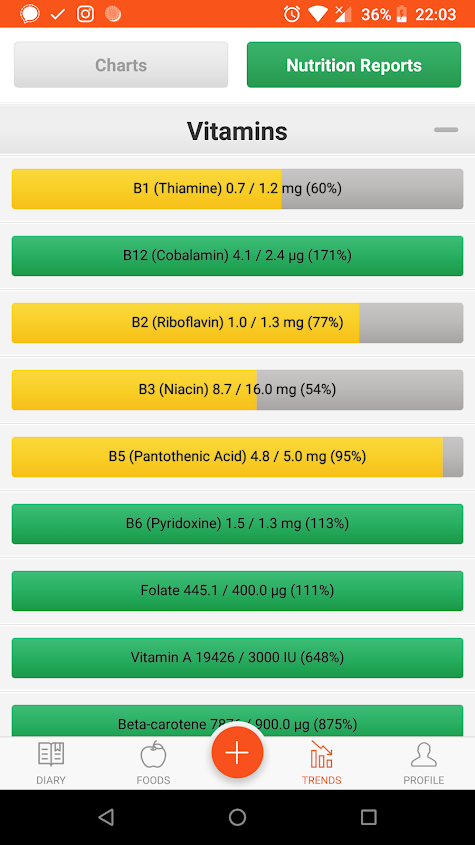 36% 22:03
Charts
Nutrition Reports
Vitamins
B1 (Thiamine) 0.7 / 1.2 mg (60%)
B12 (Cobalamin) 4.1 / 2.4 µg (171%)
B2 (Riboflavin) 1.0 / 1.3 mg (77%)
B3 (Niacin) 8.7 / 16.0 mg (54%)
B5 (Pantothenic Acid) 4.8 / 5.0 mg (95%)
B6 (Pyridoxine) 1.5 / 1.3 mg (113%)
Folate 445.1 / 400.0 µg (111%)
Vitamin A 19426 / 3000 IU (648%)
Beta-carotene 7876 / 900.0 µg (875%)
DIARY
FOODS
TRENDS
PROFILE